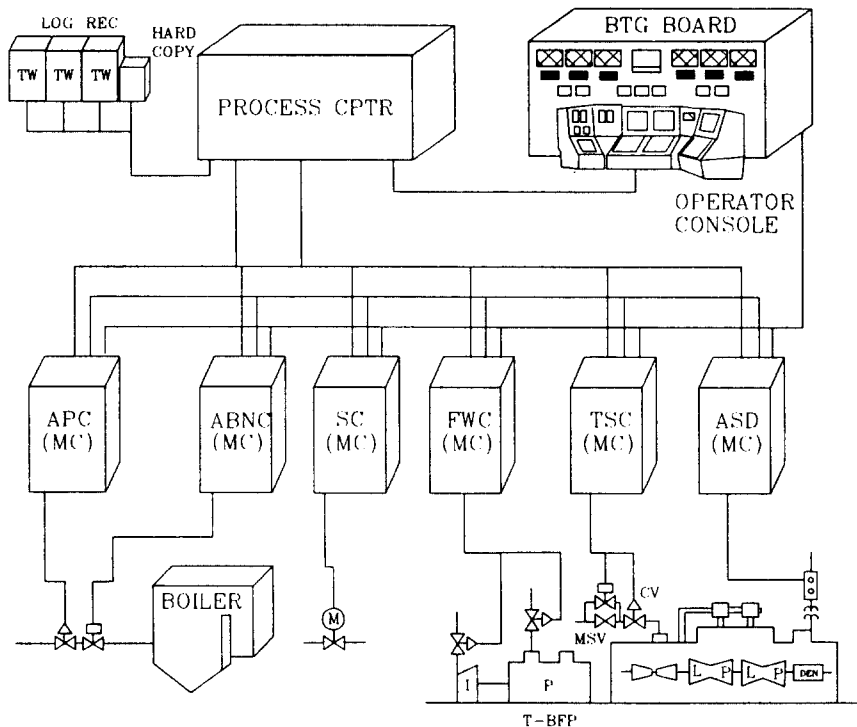 LOG REC
HARD
COPY
TW TW TW
PROCESS CPTR
BTG BOARD
OPERATOR
CONSOLE
APC
(MC)
ABNC
(MC)
SC
(MC)
FWC
(MC)
TSC
(MC)
ASD
(MC)
BOILER
M
MSV
CV
I
P
L P L P DEN
T-BFP